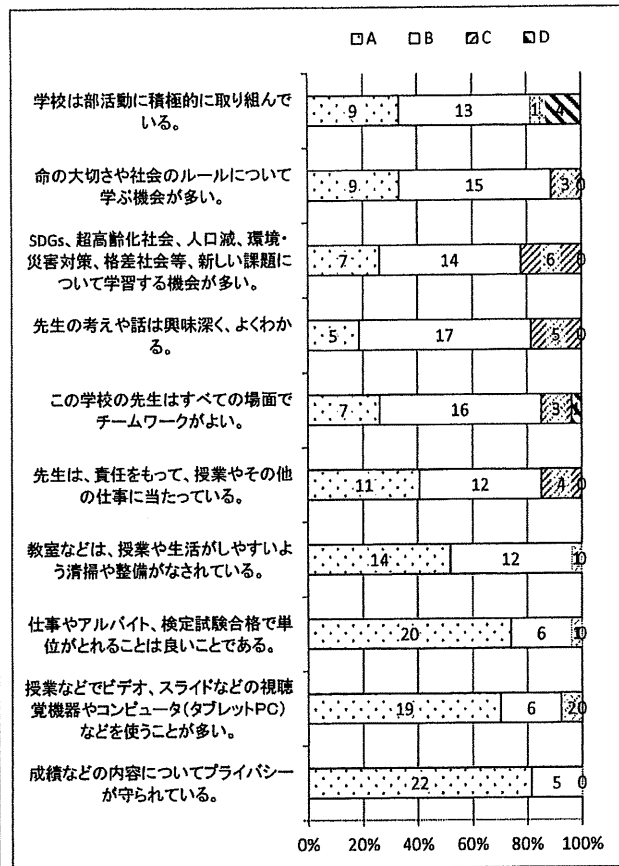 A B C D
学校は部活動に積極的に取り組んで
いる。
9 13 1 4
命の大切さや社会のルールについて
学ぶ機会が多い。
9 15 3 0
SDGs、超高齢化社会、人口減、環境・
災害対策、格差社会等、新しい課題に
ついて学習する機会が多い。
7 14 6 0
先生の考えや話は興味深く、よくわか
る。
5 17 5 0
この学校の先生はすべての場面で
チームワークがよい。
7 16 3 1
先生は、責任をもって、授業やその他
の仕事に当たっている。
11 12 4 0
教室などは、授業や生活がしやすいよ
う清掃や整備がなされている。
14 12 1 0
仕事やアルバイト、検定試験合格で単
位がとれることは良いことである。
20 6 1 0
授業などでビデオ、スライドなどの視聴
覚機器やコンピュータ(タブレットPC)
などを使うことが多い。
19 6 2 0
成績などの内容についてプライバシー
が守られている。
22 5 0
0% 20% 40% 60% 80% 100%